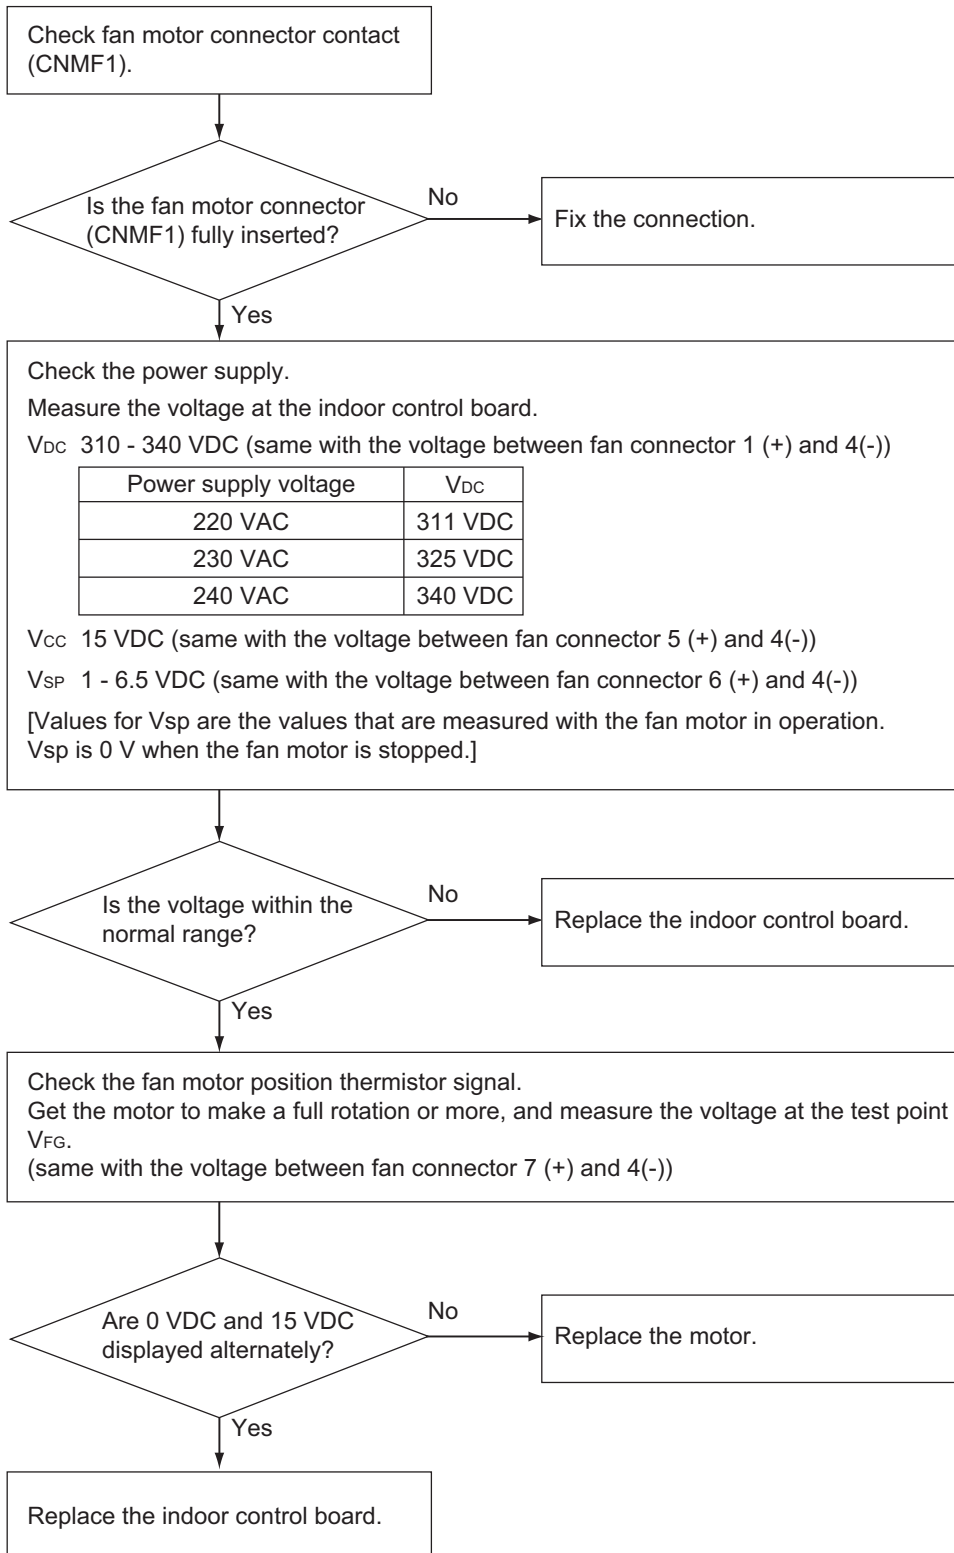 Check fan motor connector contact
(CNMF1).
Is the fan motor connector
(CNMF1) fully inserted?
No
Fix the connection.
Yes
Check the power supply.
Measure the voltage at the indoor control board.
VDC 310 - 340 VDC (same with the voltage between fan connector 1 (+) and 4(-))
Power supply voltage VDC
220 VAC 311 VDC
230 VAC 325 VDC
240 VAC 340 VDC
VCC 15 VDC (same with the voltage between fan connector 5 (+) and 4(-))
VSP 1 - 6.5 VDC (same with the voltage between fan connector 6 (+) and 4(-))
[Values for Vsp are the values that are measured with the fan motor in operation.
Vsp is 0 V when the fan motor is stopped.]
Is the voltage within the
normal range?
No
Replace the indoor control board.
Yes
Check the fan motor position thermistor signal.
Get the motor to make a full rotation or more, and measure the voltage at the test point
VFG.
(same with the voltage between fan connector 7 (+) and 4(-))
Are 0 VDC and 15 VDC
displayed alternately?
No
Replace the motor.
Yes
Replace the indoor control board.